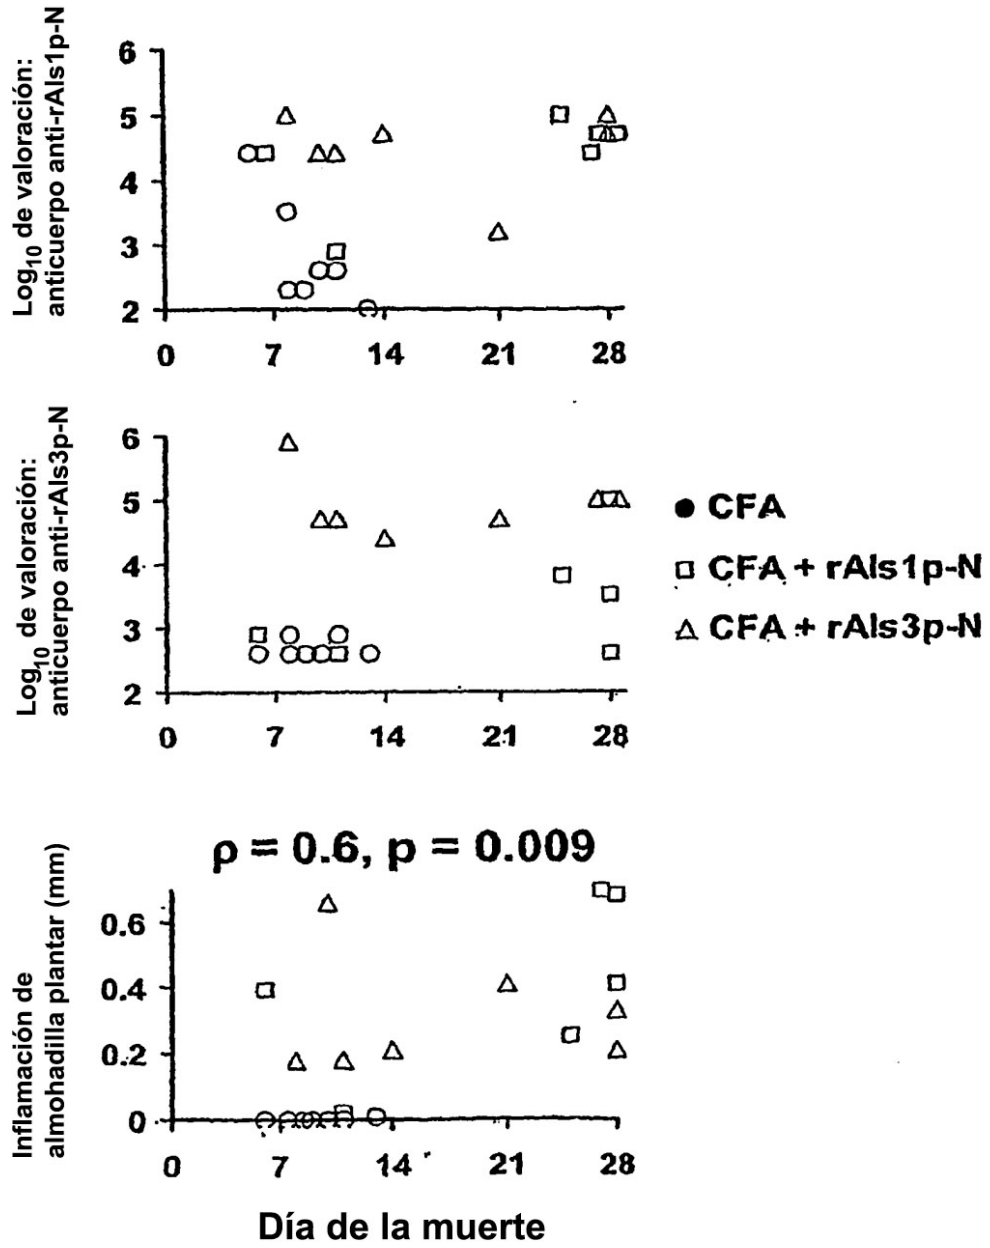 Log10 de valoración:
anticuerpo anti-rAls1p-N
6
5
4
3
2
0 7 14 21 28
Log10 de valoración:
anticuerpo anti-rAls3p-N
6
5
4
3
2
0 7 14 21 28
CFA
CFA + rAls1p-N
CFA + rAls3p-N
ρ = 0.6, p = 0.009
Inflamación de
almohadilla plantar (mm)
0.6
0.4
0.2
0
0 7 14 21 28
Día de la muerte